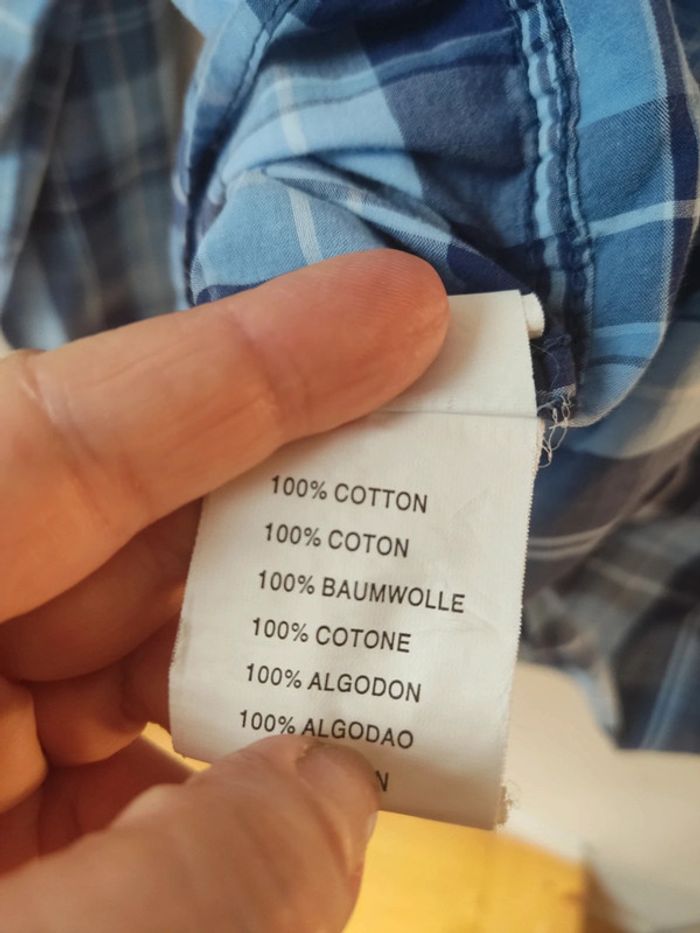 100% COTTON
100% COTON
100% BAUMWOLLE
100% COTONE
100% ALGODON
100% ALGODAO